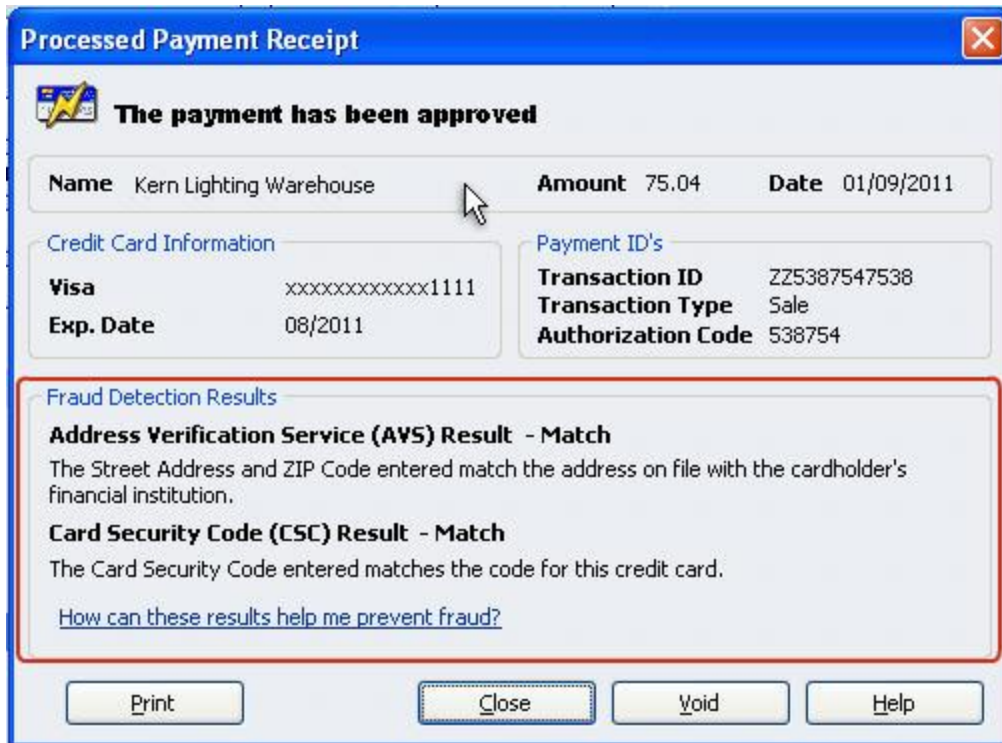 Processed Payment Receipt
The payment has been approved
Name Kern Lighting Warehouse Amount 75.04 Date 01/09/2011
Credit Card Information
Visa xxxxxxxxxxxx1111
Exp. Date 08/2011
Payment ID's
Transaction ID ZZ5387547538
Transaction Type Sale
Authorization Code 538754
Fraud Detection Results
Address Verification Service (AVS) Result - Match
The Street Address and ZIP Code entered match the address on file with the cardholder's
financial institution.
Card Security Code (CSC) Result - Match
The Card Security Code entered matches the code for this credit card.
How can these results help me prevent fraud?
Print Close Void Help